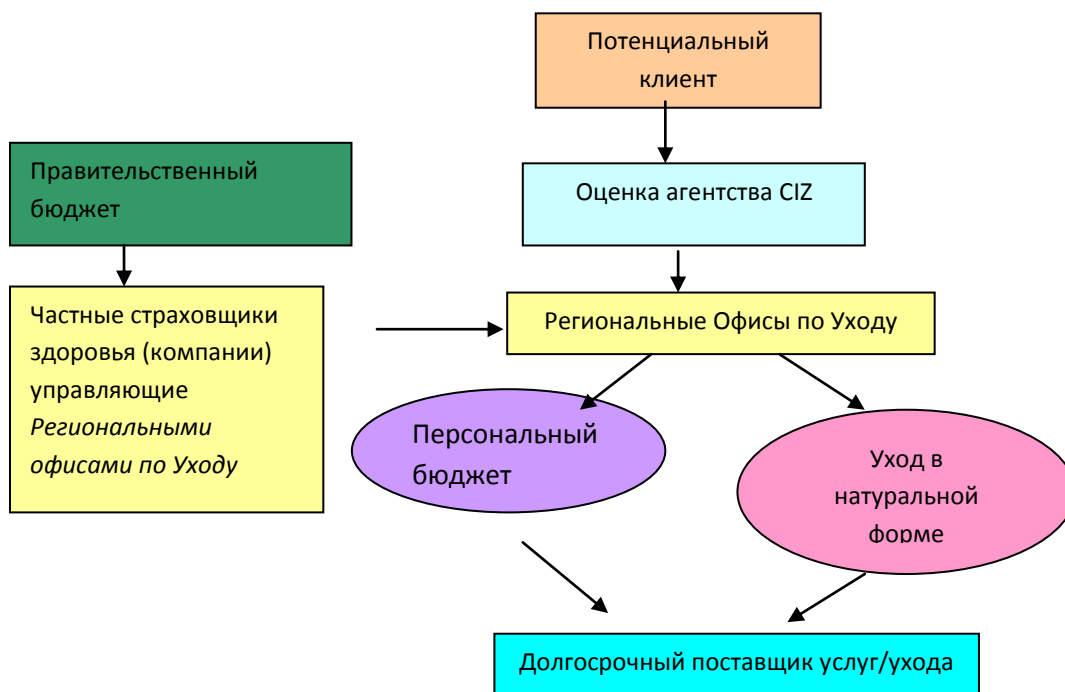 Потенциальный
клиент
Правительственный
бюджет
Оценка агентства CIZ
Частные страховщики
здоровья (компании)
управляющие
Региональными
офисами по Уходу
Региональные Офисы по Уходу
Персональный
бюджет
Уход в
натуральной
форме
Долгосрочный поставщик услуг/ухода